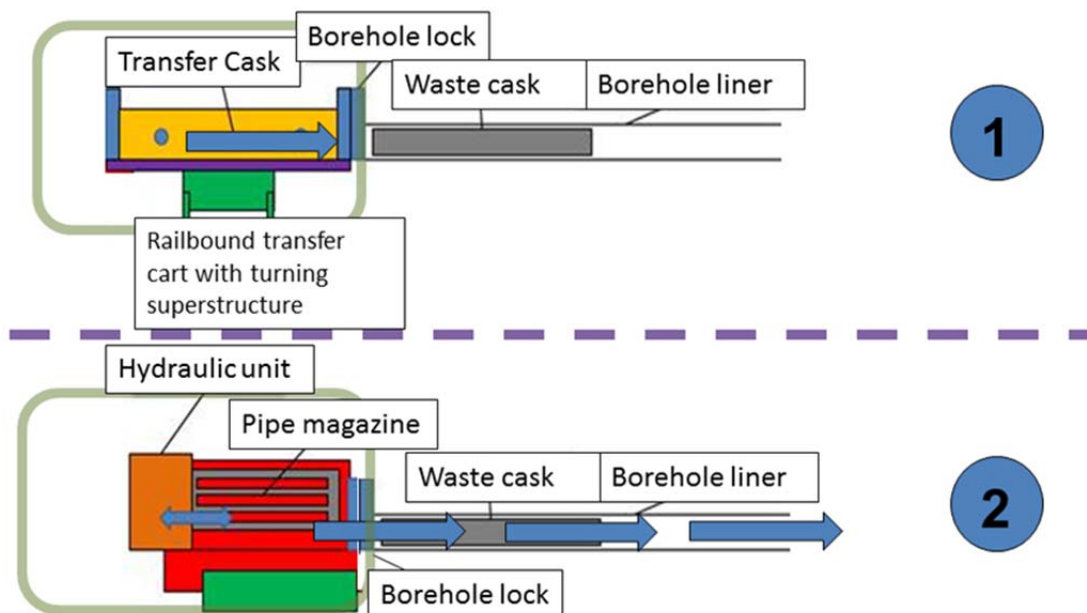 Borehole lock
Transfer Cask
Waste cask
Borehole liner
1
Railbound transfer
cart with turning
superstructure
Hydraulic unit
Pipe magazine
Waste cask
Borehole liner
2
Borehole lock